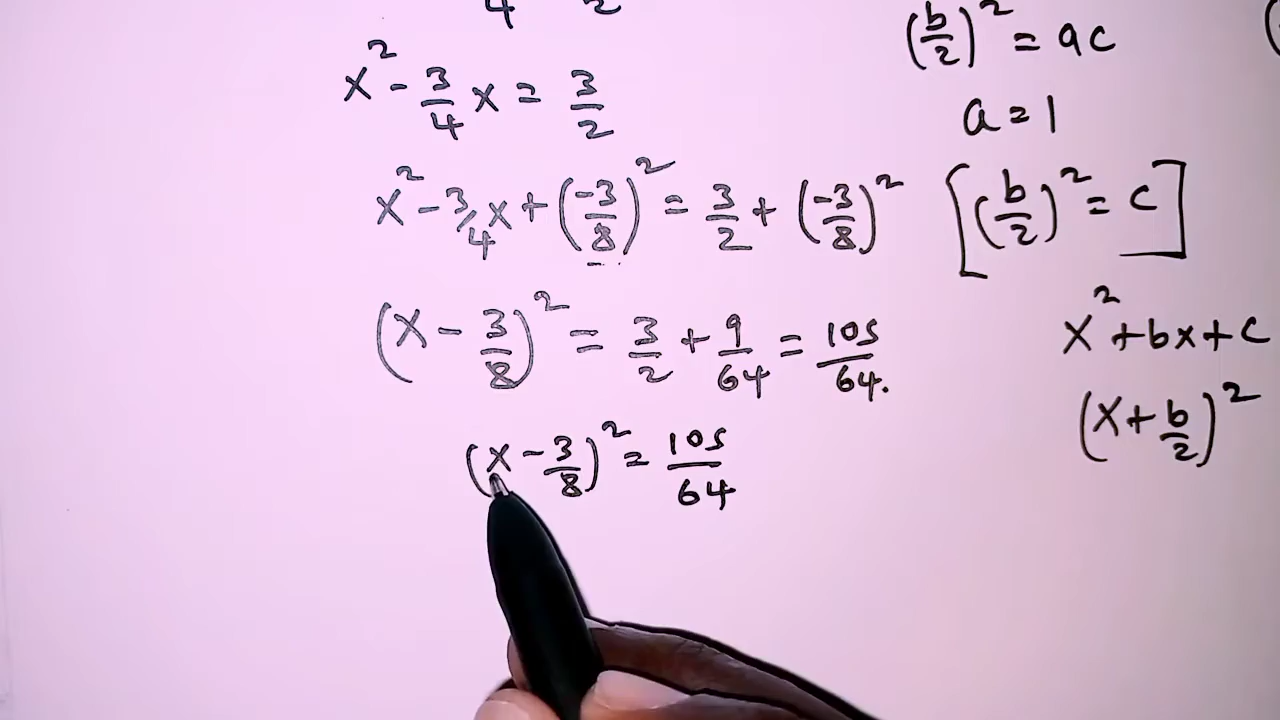 4 2
x² - 3/4 x = 3/2
x² - 3/4 x + (-3/8)² = 3/2 + (-3/8)²
(x - 3/8)² = 3/2 + 9/64 = 105/64.
(x - 3/8)² = 105/64
(b/2)² = ac
a = 1
[(b/2)² = c]
x² + bx + c
(x + b/2)²